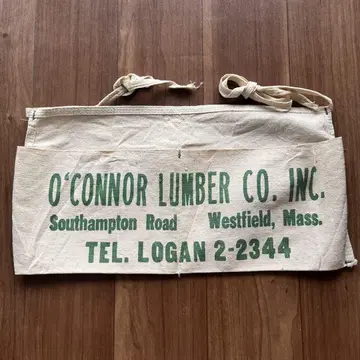 O'CONNOR LUMBER CO. INC.
Southampton Road Westfield, Mass.
TEL. LOGAN 2-2344